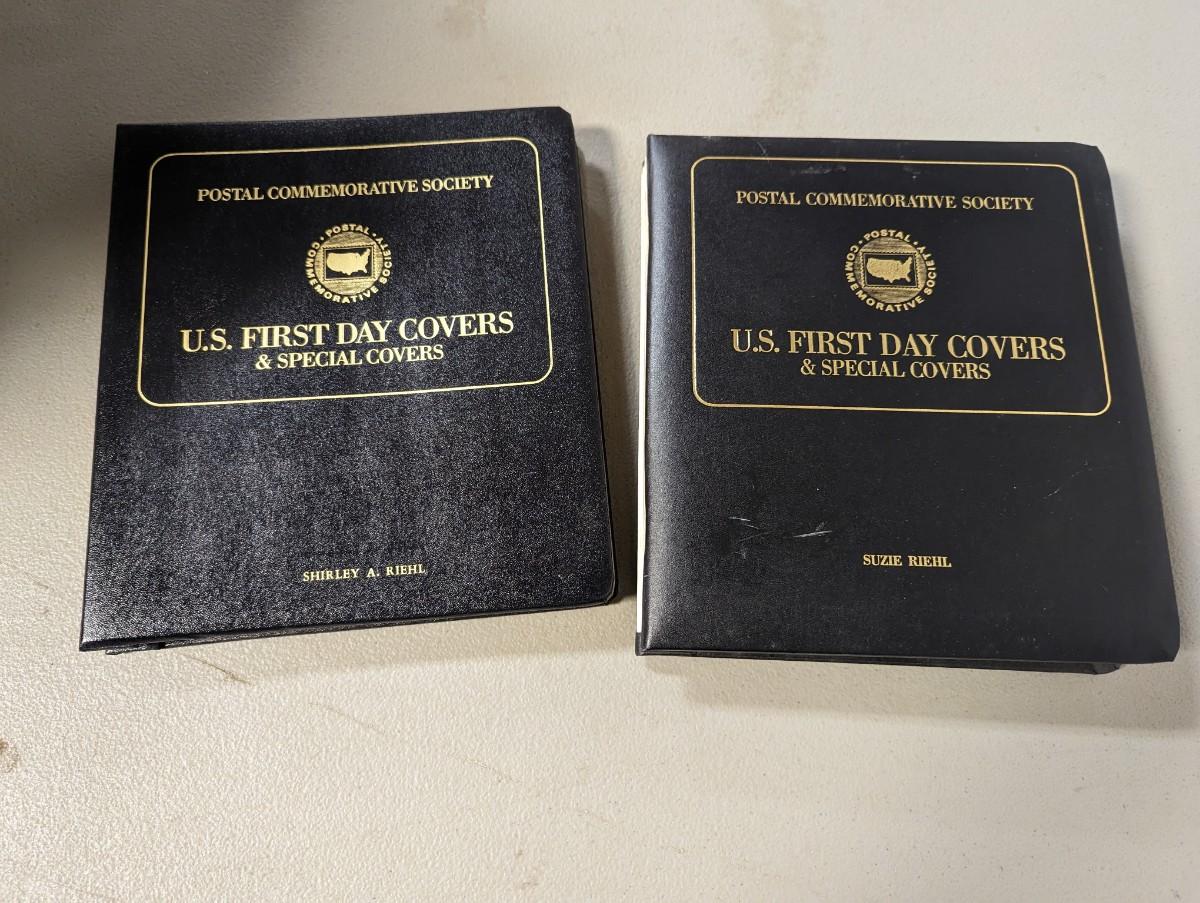 POSTAL COMMEMORATIVE SOCIETY
• POSTAL •
COMMEMORATIVE SOCIETY
U.S. FIRST DAY COVERS
& SPECIAL COVERS
SHIRLEY A. RIEHL
POSTAL COMMEMORATIVE SOCIETY
• POSTAL •
COMMEMORATIVE SOCIETY
U.S. FIRST DAY COVERS
& SPECIAL COVERS
SUZIE RIEHL